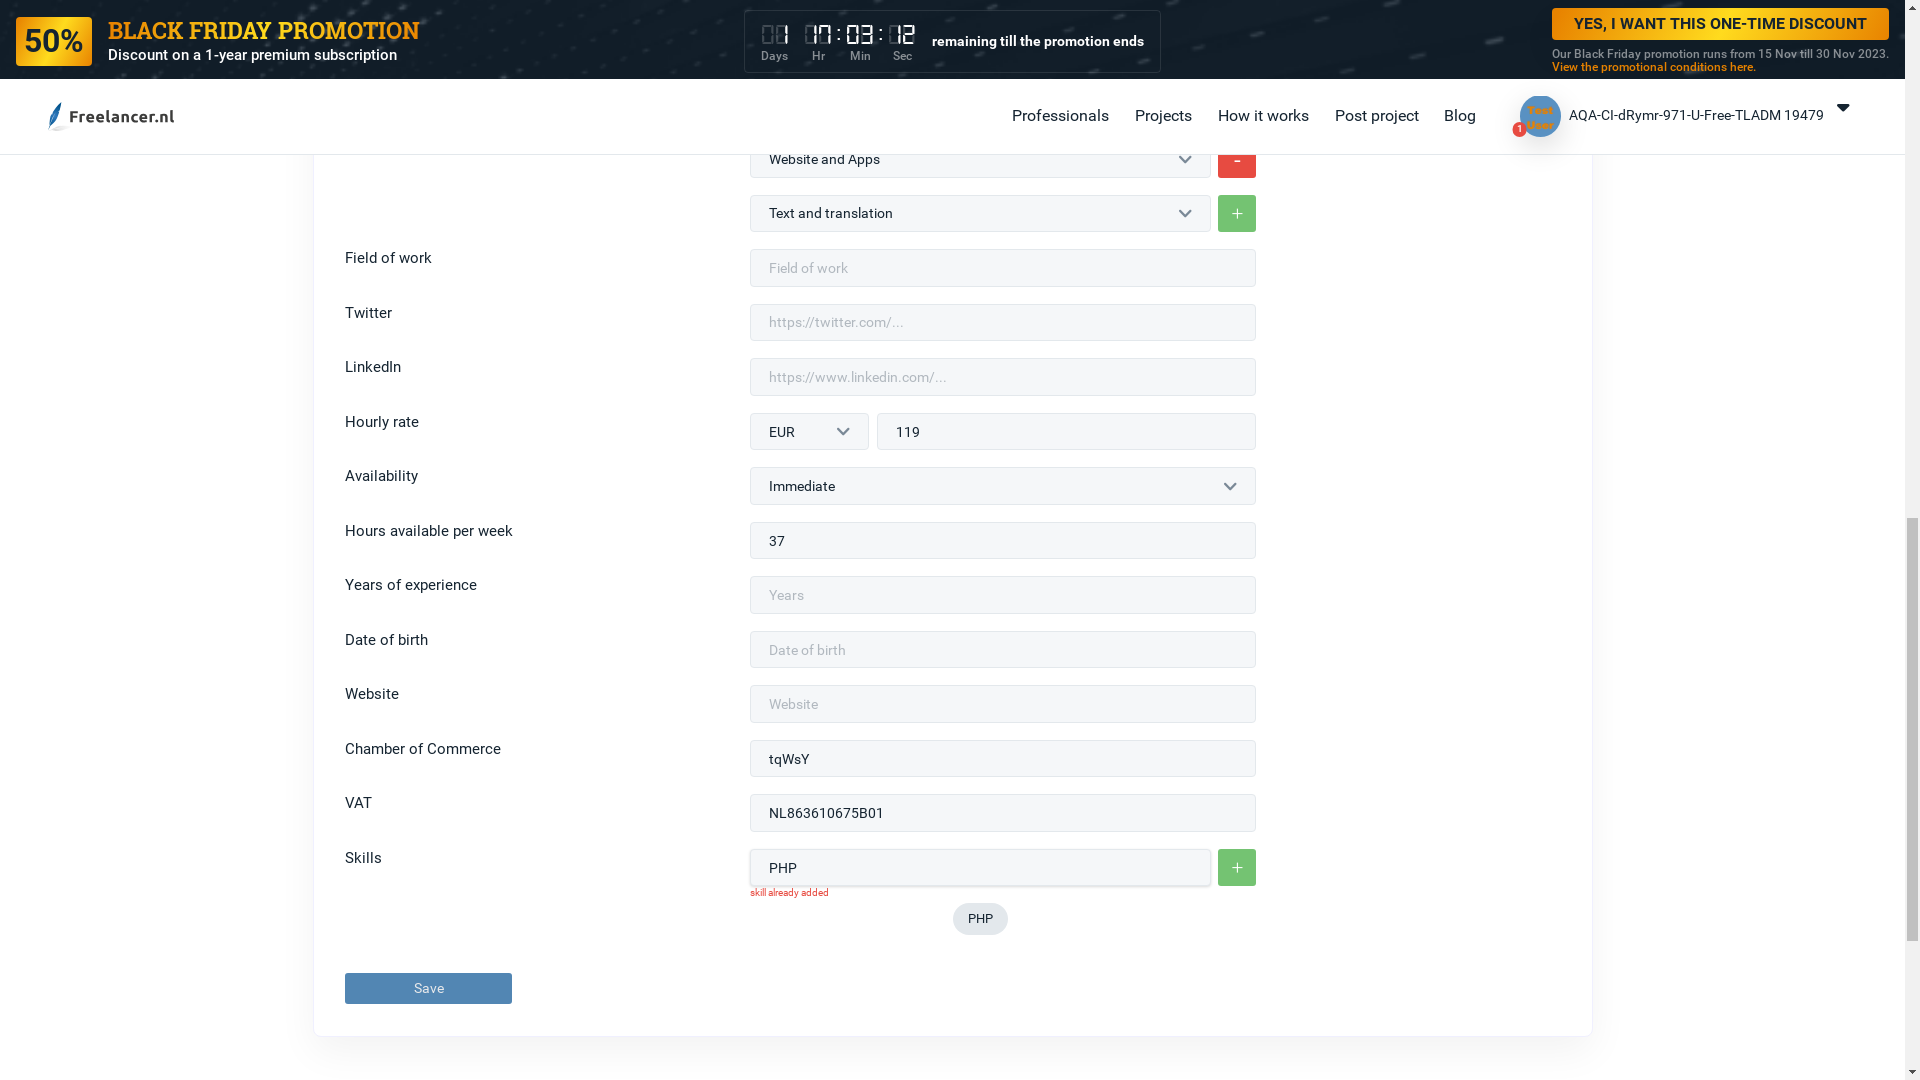 50%
BLACK FRIDAY PROMOTION
Discount on a 1-year premium subscription
1 17 : 03 : 12
Days Hr Min Sec
remaining till the promotion ends
YES, I WANT THIS ONE-TIME DISCOUNT
Our Black Friday promotion runs from 15 Nov till 30 Nov 2023.
View the promotional conditions here.
Freelancer.nl
Professionals
Projects
How it works
Post project
Blog
Test
User
1
AQA-CI-dRymr-971-U-Free-TLADM 19479
Website and Apps
-
Text and translation
+
Field of work
Field of work
Twitter
https://twitter.com/...
LinkedIn
https://www.linkedin.com/...
Hourly rate
EUR
119
Availability
Immediate
Hours available per week
37
Years of experience
Years
Date of birth
Date of birth
Website
Website
Chamber of Commerce
tqWsY
VAT
NL863610675B01
Skills
PHP
+
skill already added
PHP
Save